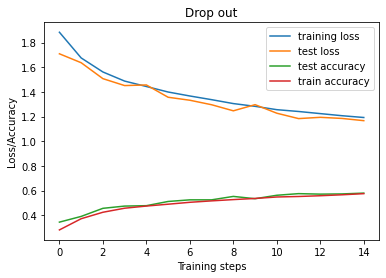 Drop out
training loss
test loss
test accuracy
train accuracy
Loss/Accuracy
1.8
1.6
1.4
1.2
1.0
0.8
0.6
0.4
0 2 4 6 8 10 12 14
Training steps